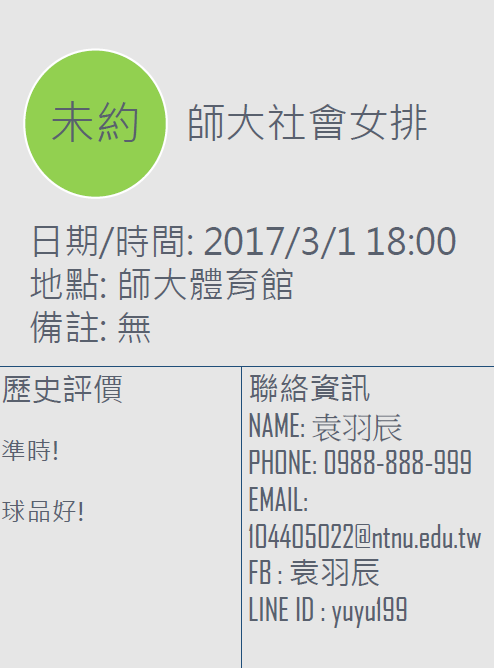 未約 師大社會女排
日期/時間: 2017/3/1 18:00
地點: 師大體育館
備註: 無
歷史評價
準時!
球品好!
聯絡資訊
NAME: 袁羽辰
PHONE: 0988-888-999
EMAIL:
104405022@ntnu.edu.tw
FB : 袁羽辰
LINE ID : yuyu199